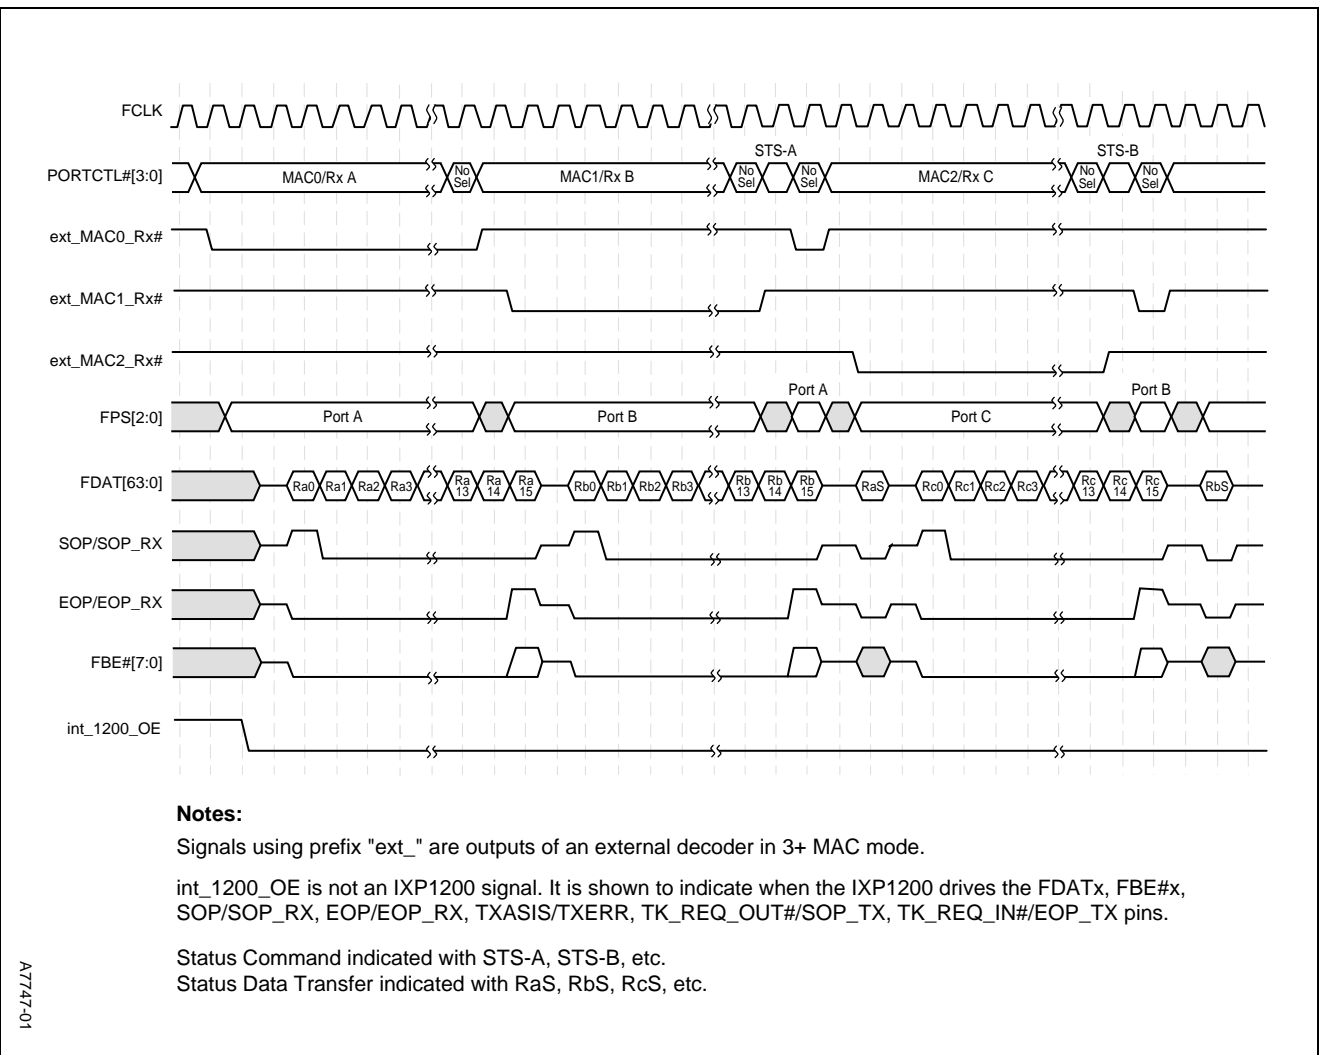 FCLK
STS-A
STS-B
PORTCTL#[3:0]
MAC0/Rx A
No
Sel
MAC1/Rx B
No
Sel
No
Sel
MAC2/Rx C
No
Sel
No
Sel
ext_MAC0_Rx#
ext_MAC1_Rx#
ext_MAC2_Rx#
Port A
Port B
FPS[2:0]
Port A
Port B
Port C
FDAT[63:0]
Ra0
Ra1
Ra2
Ra3
Ra
13
Ra
14
Ra
15
Rb0
Rb1
Rb2
Rb3
Rb
13
Rb
14
Rb
15
RaS
Rc0
Rc1
Rc2
Rc3
Rc
13
Rc
14
Rc
15
RbS
SOP/SOP_RX
EOP/EOP_RX
FBE#[7:0]
int_1200_OE
Notes:
Signals using prefix "ext_" are outputs of an external decoder in 3+ MAC mode.
int_1200_OE is not an IXP1200 signal. It is shown to indicate when the IXP1200 drives the FDATx, FBE#x,
SOP/SOP_RX, EOP/EOP_RX, TXASIS/TXERR, TK_REQ_OUT#/SOP_TX, TK_REQ_IN#/EOP_TX pins.
Status Command indicated with STS-A, STS-B, etc.
Status Data Transfer indicated with RaS, RbS, RcS, etc.
A7747-01